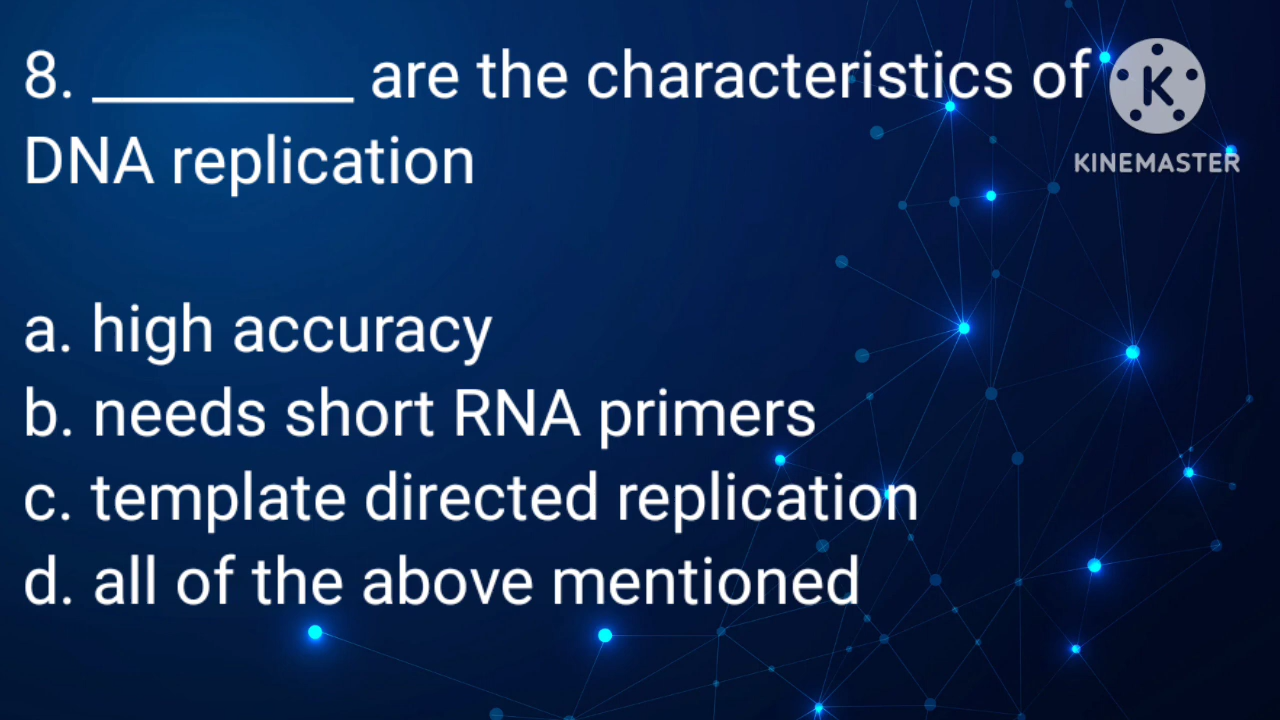 8. _________ are the characteristics of
DNA replication
K
KINEMASTER
a. high accuracy
b. needs short RNA primers
c. template directed replication
d. all of the above mentioned